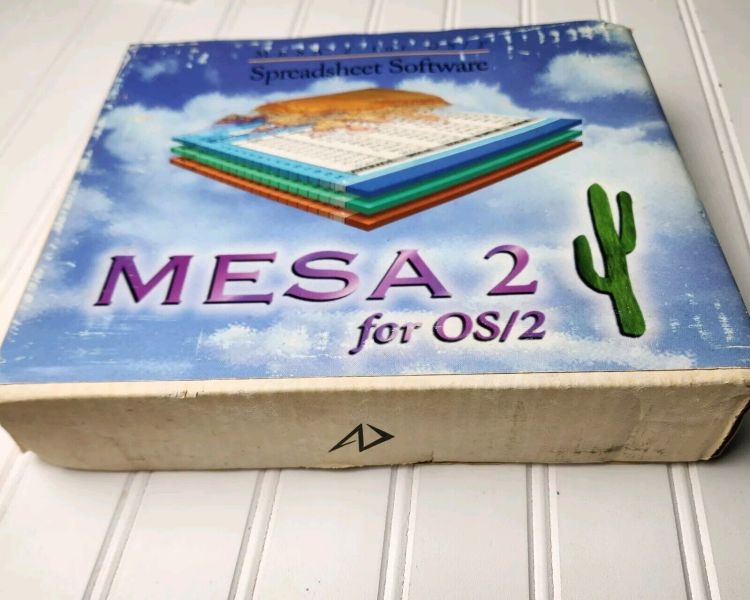 Spreadsheet Software
MESA 2
for OS/2